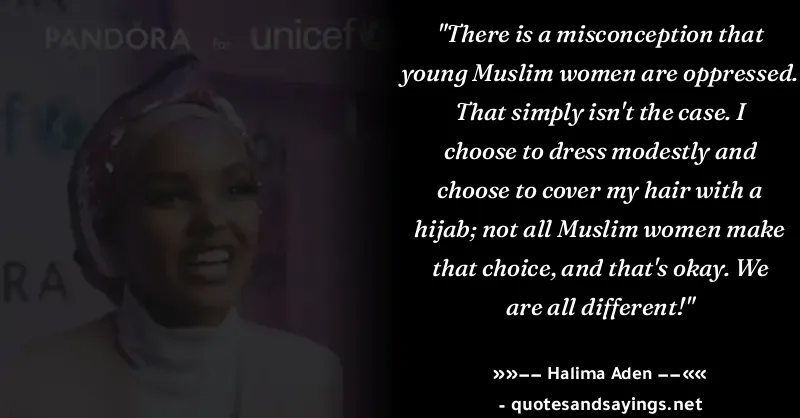 PANDÓRA for unicef
"There is a misconception that
young Muslim women are oppressed.
That simply isn't the case. I
choose to dress modestly and
choose to cover my hair with a
hijab; not all Muslim women make
that choice, and that's okay. We
are all different!"
RA
»»−− Halima Aden −−««
- quotesandsayings.net